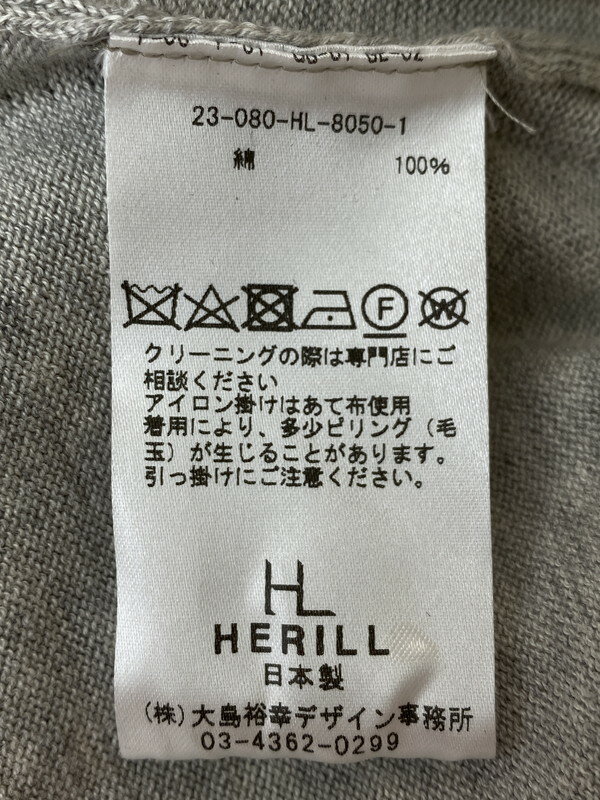 23-080-HL-8050-1
綿 100%
F
W
クリーニングの際は専門店にご
相談ください
アイロン掛けはあて布使用
着用により、多少ピリング（毛
玉）が生じることがあります。
引っ掛けにご注意ください。
HL
HERILL
日本製
（株）大島裕幸デザイン事務所
03-4362-0299